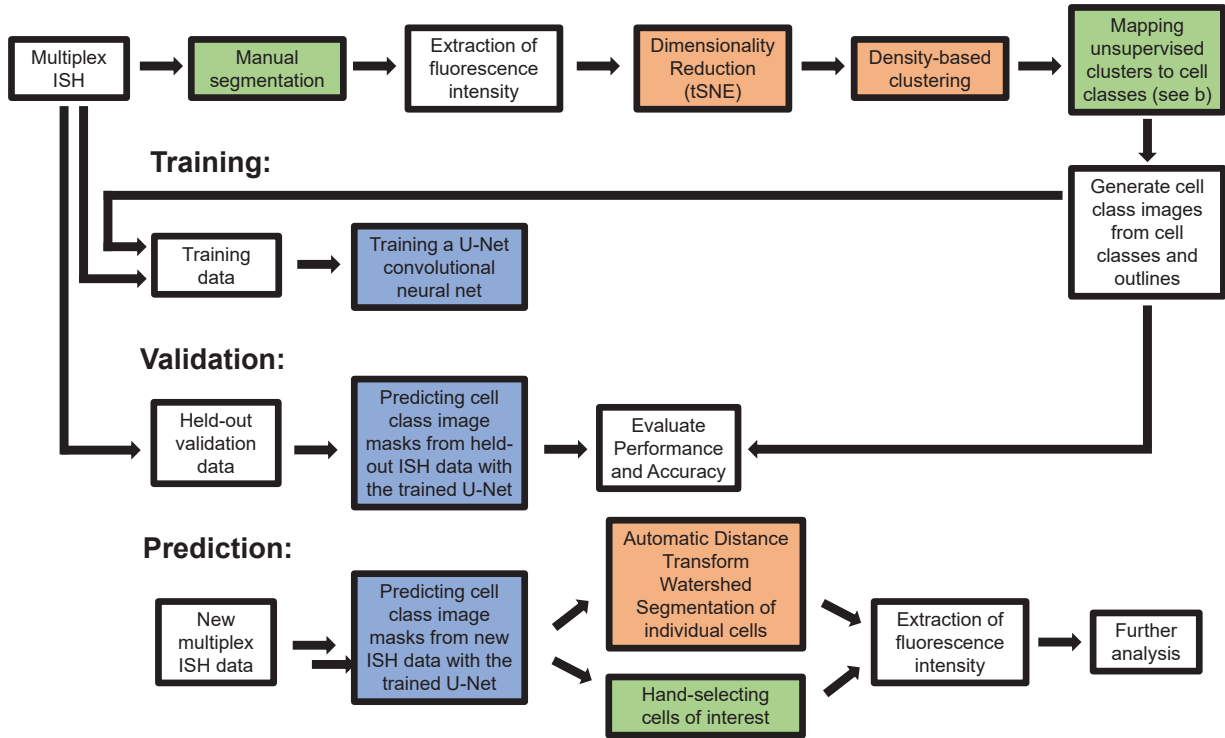 Multiplex
ISH
Manual
segmentation
Extraction of
fluorescence
intensity
Dimensionality
Reduction
(tSNE)
Density-based
clustering
Mapping
unsupervised
clusters to cell
classes (see b)
Generate cell
class images
from cell
classes and
outlines
Training:
Training
data
Training a U-Net
convolutional
neural net
Validation:
Held-out
validation
data
Predicting cell
class image
masks from held-
out ISH data with
the trained U-Net
Evaluate
Performance
and Accuracy
Prediction:
New
multiplex
ISH data
Predicting cell
class image
masks from new
ISH data with the
trained U-Net
Automatic Distance
Transform
Watershed
Segmentation of
individual cells
Hand-selecting
cells of interest
Extraction of
fluorescence
intensity
Further
analysis